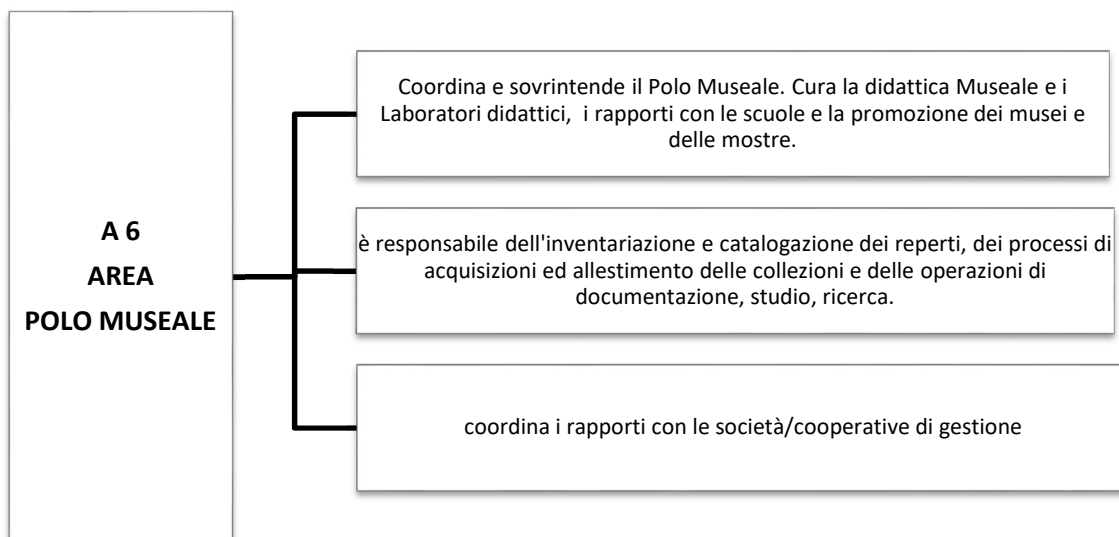 A 6
AREA
POLO MUSEALE
Coordina e sovrintende il Polo Museale. Cura la didattica Museale e i
Laboratori didattici,  i rapporti con le scuole e la promozione dei musei e
delle mostre.
è responsabile dell'inventariazione e catalogazione dei reperti, dei processi di
acquisizioni ed allestimento delle collezioni e delle operazioni di
documentazione, studio, ricerca.
coordina i rapporti con le società/cooperative di gestione